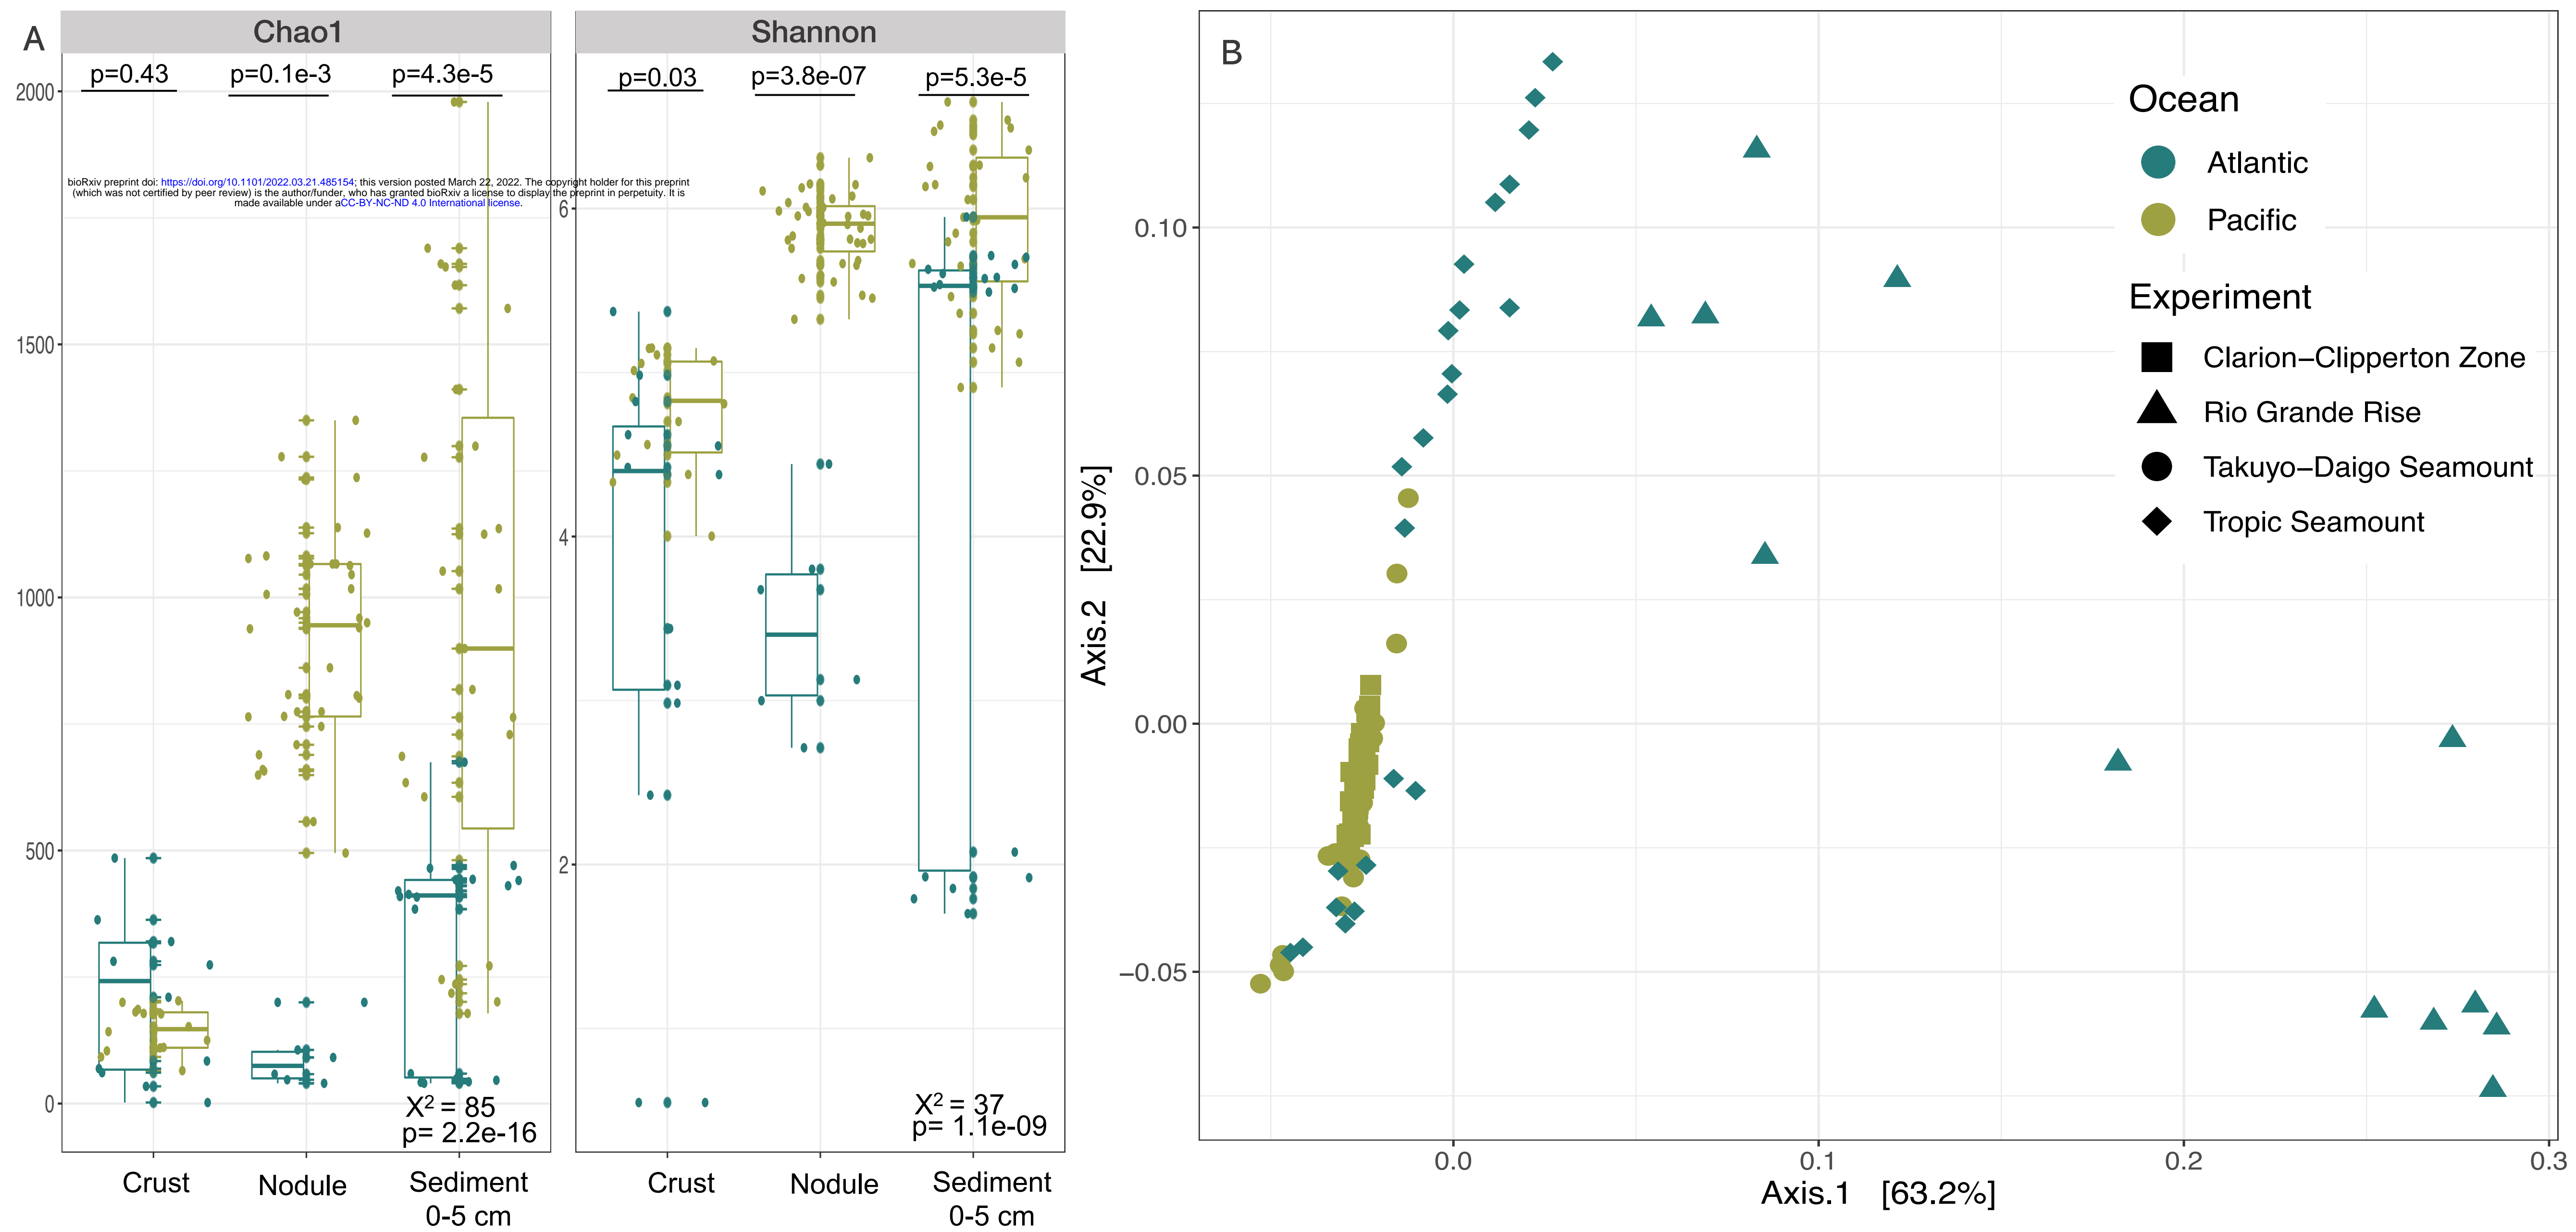 A
Chao1
Shannon
p=0.43
p=0.1e-3
p=4.3e-5
p=0.03
p=3.8e-07
p=5.3e-5
2000
1500
1000
500
0
6
4
2
bioRxiv preprint doi: https://doi.org/10.1101/2022.03.21.485154; this version posted March 22, 2022. The copyright holder for this preprint
(which was not certified by peer review) is the author/funder, who has granted bioRxiv a license to display the preprint in perpetuity. It is
made available under aCC-BY-NC-ND 4.0 International license.
X² = 85
p= 2.2e-16
X² = 37
p= 1.1e-09
Crust
Nodule
Sediment
0-5 cm
Crust
Nodule
Sediment
0-5 cm
B
Axis.2 [22.9%]
0.10
0.05
0.00
−0.05
0.0
0.1
0.2
0.3
Axis.1 [63.2%]
Ocean
Atlantic
Pacific
Experiment
Clarion−Clipperton Zone
Rio Grande Rise
Takuyo−Daigo Seamount
Tropic Seamount